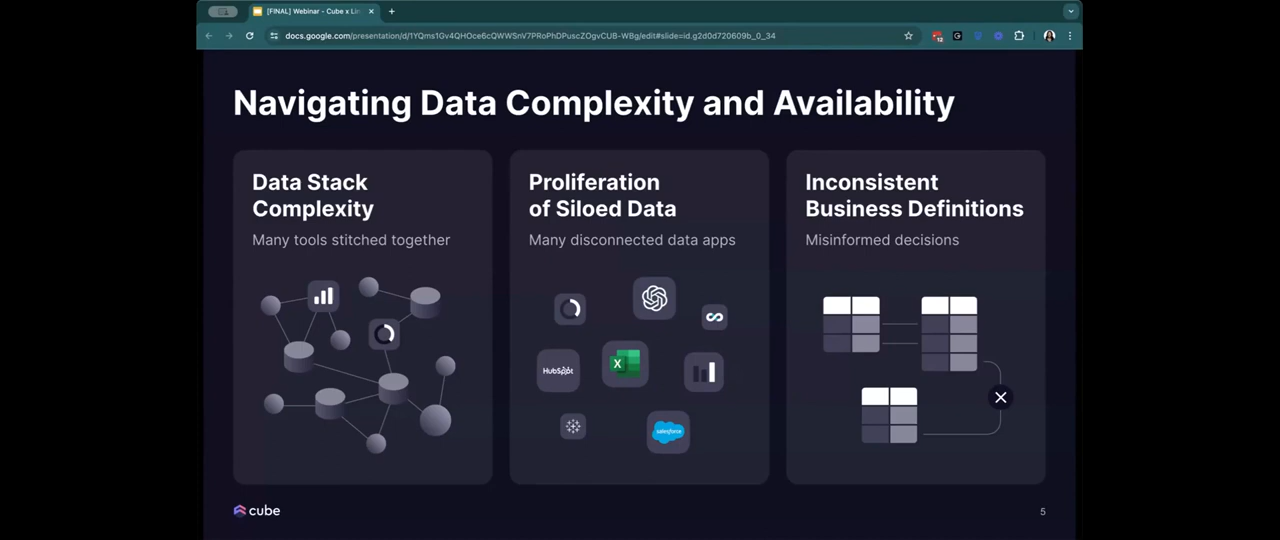 [FINAL] Webinar - Cube x Lin
docs.google.com/presentation/d/1YQms1Gv4QHOce6cQWWSnV7PRoPhDPuscZOgvCUB-WBg/edit#slide=id.g2d0d720609b_0_34
12
Navigating Data Complexity and Availability
Data Stack
Complexity
Many tools stitched together
Proliferation
of Siloed Data
Many disconnected data apps
HubSpot
X
salesforce
Inconsistent
Business Definitions
Misinformed decisions
cube
5